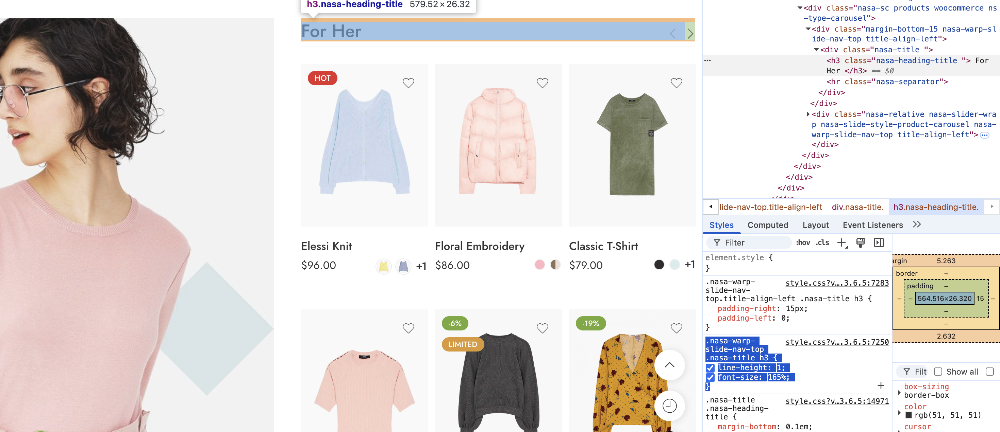 h3.nasa-heading-title 579.52 × 26.32
For Her
HOT
Elessi Knit
$96.00
+1
Floral Embroidery
$86.00
Classic T-Shirt
$79.00
+1
-6%
LIMITED
-19%
<div class="nasa-sc products woocommerce ns
-type-carousel">
<div class="margin-bottom-15 nasa-warp-sl
ide-nav-top title-align-left">
<div class="nasa-title ">
<h3 class="nasa-heading-title "> For
Her </h3> == $0
<hr class="nasa-separator">
</div>
</div>
<div class="nasa-relative nasa-slider-wra
p nasa-slide-style-product-carousel nasa-
warp-slide-nav-top title-align-left">
</div>
</div>
</div>
</div>
</div>
</div>
lide-nav-top.title-align-left div.nasa-title. h3.nasa-heading-title.
Styles Computed Layout Event Listeners
Filter :hov .cls
element.style {
}
.nasa-warp- style.css?v….3.6.5:7283
slide-nav-
top.title-align-left .nasa-title h3 {
padding-right: 15px;
padding-left: 0;
}
.nasa-warp- style.css?v….3.6.5:7250
slide-nav-top
.nasa-title h3 {
line-height: 1;
font-size: 165%;
}
.nasa-title style.css?v…3.6.5:14971
.nasa-heading-
title {
margin-bottom: 0.1em;
argin 5.263
border –
padding –
– – 564.516×26.320 15 –
–
–
2.632
Filt Show all
box-sizing
border-box
color
rgb(51, 51, 51)
cursor